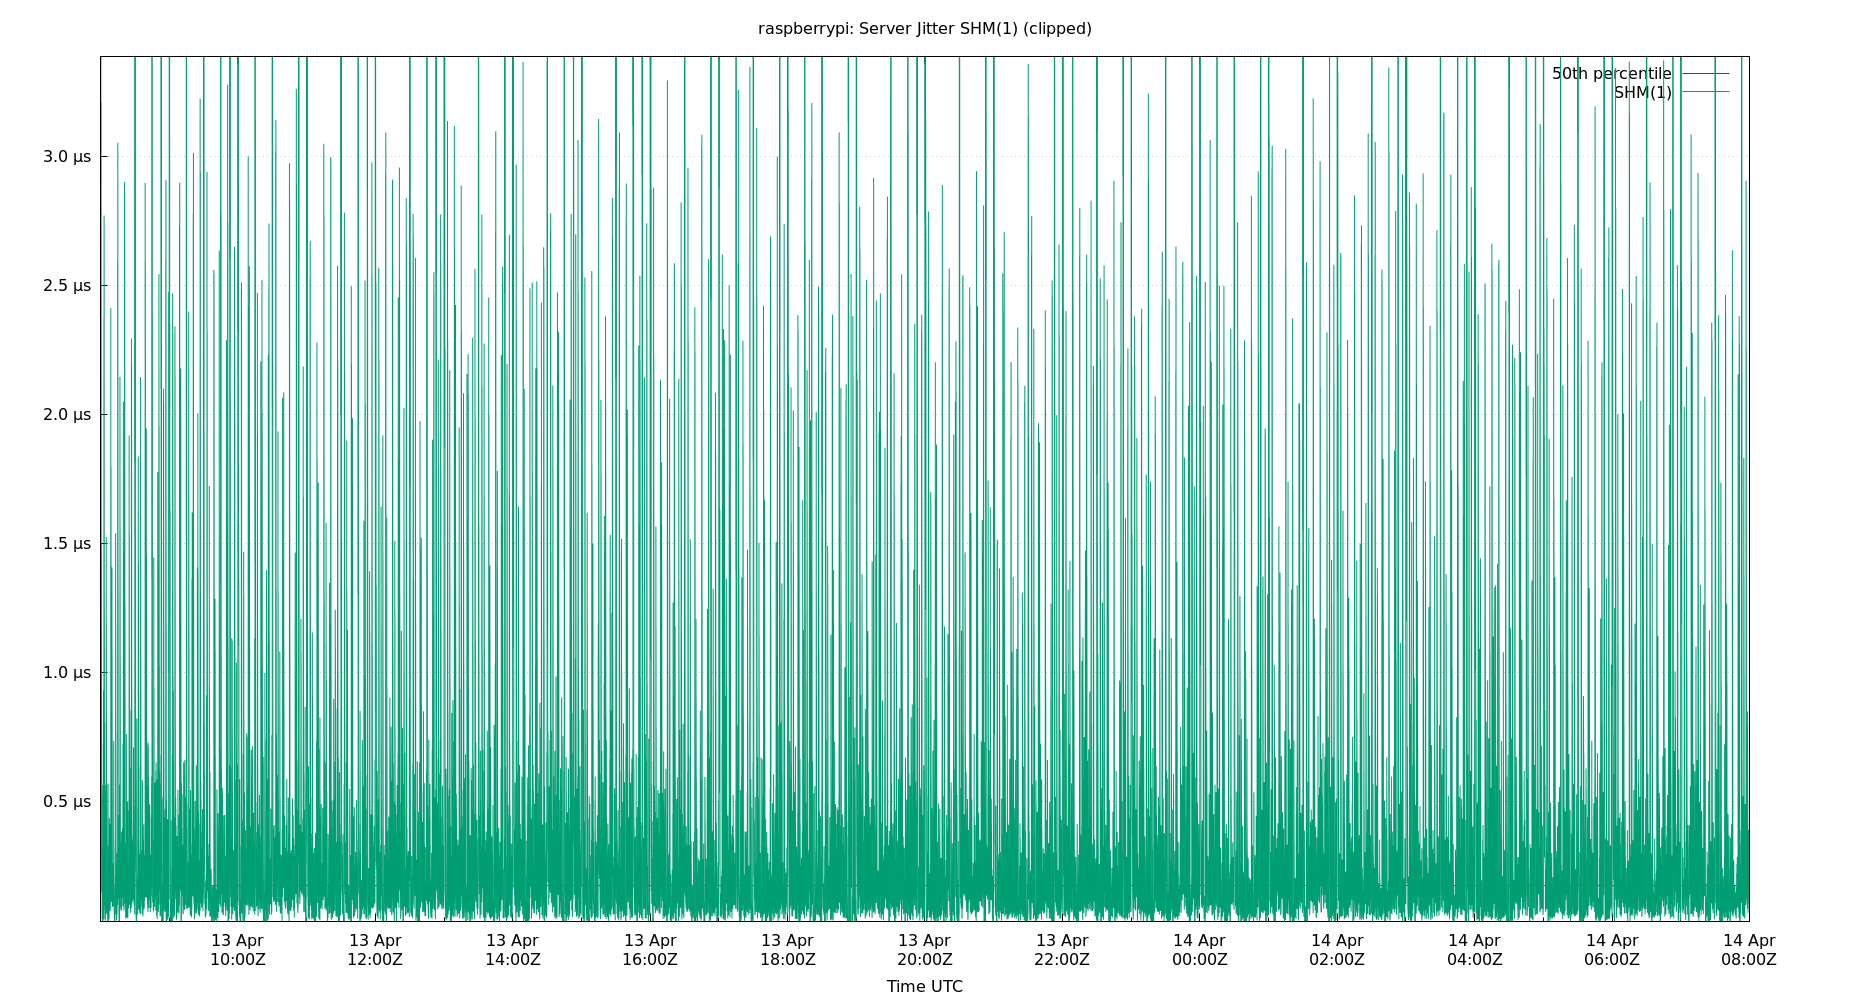 raspberrypi: Server Jitter SHM(1) (clipped)
50th percentile
SHM(1)
3.0 µs
2.5 µs
2.0 µs
1.5 µs
1.0 µs
0.5 µs
13 Apr 13 Apr 13 Apr 13 Apr 13 Apr 13 Apr 13 Apr 14 Apr 14 Apr 14 Apr 14 Apr 14 Apr
10:00Z 12:00Z 14:00Z 16:00Z 18:00Z 20:00Z 22:00Z 00:00Z 02:00Z 04:00Z 06:00Z 08:00Z
Time UTC